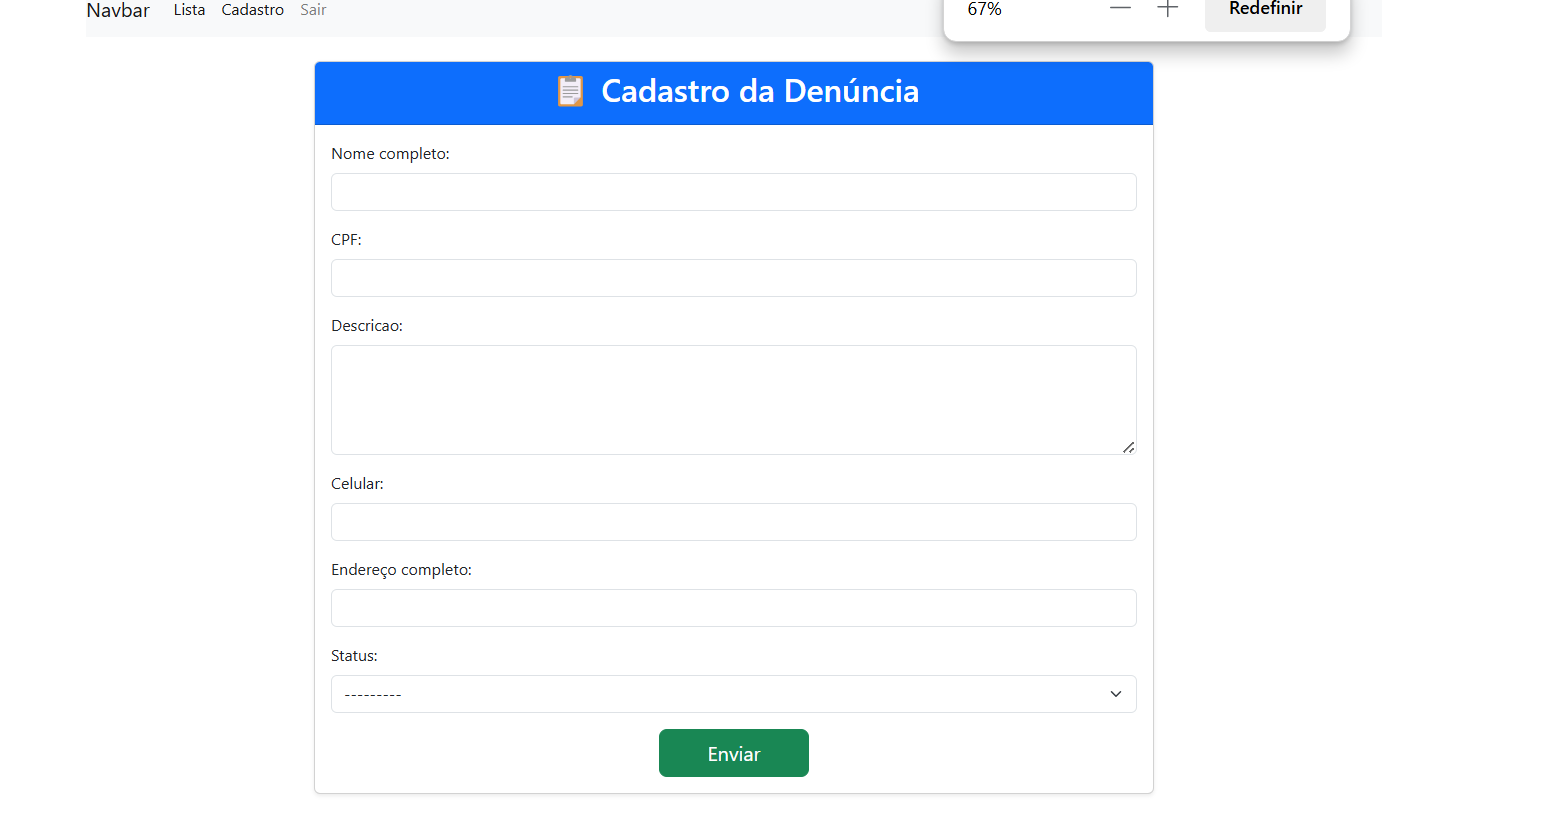 Navbar Lista Cadastro Sair
67% Redefinir
Cadastro da Denúncia
Nome completo:
CPF:
Descricao:
Celular:
Endereço completo:
Status:
---------
Enviar